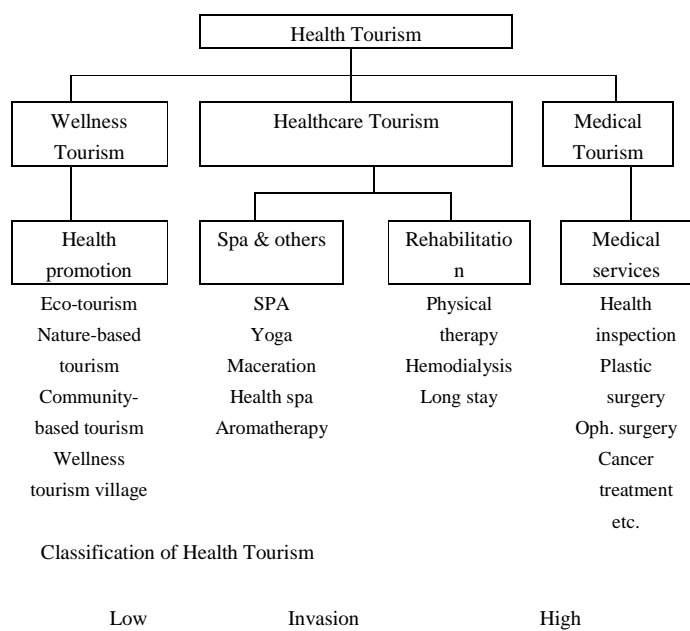 Health Tourism
Wellness
Tourism
Healthcare Tourism
Medical
Tourism
Health
promotion
Spa & others
Rehabilitatio
n
Medical
services
Eco-tourism
Nature-based
tourism
Community-
based tourism
Wellness
tourism village
SPA
Yoga
Maceration
Health spa
Aromatherapy
Physical
therapy
Hemodialysis
Long stay
Health
inspection
Plastic
surgery
Oph. surgery
Cancer
treatment
etc.
Classification of Health Tourism
Low Invasion High